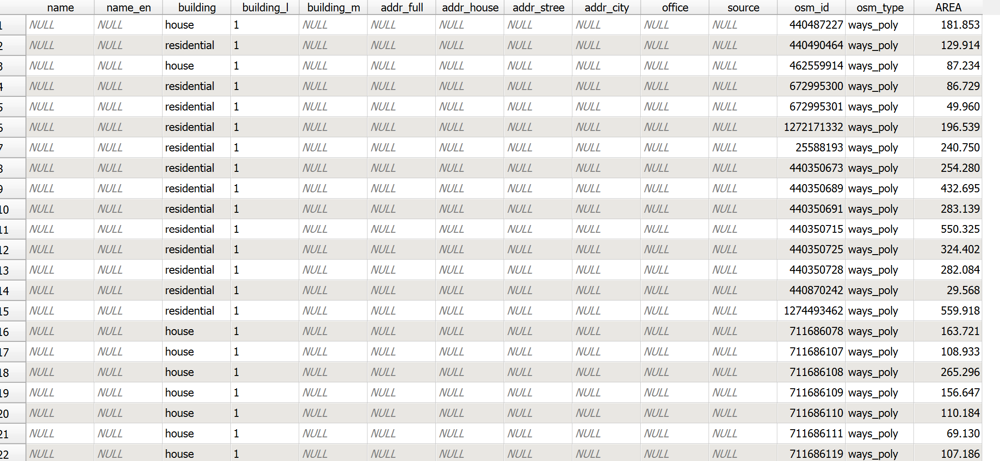 name name_en building building_l building_m addr_full addr_house addr_stree addr_city office source osm_id osm_type AREA
1 NULL NULL house 1 NULL NULL NULL NULL NULL NULL NULL 440487227 ways_poly 181.853
2 NULL NULL residential 1 NULL NULL NULL NULL NULL NULL NULL 440490464 ways_poly 129.914
3 NULL NULL house 1 NULL NULL NULL NULL NULL NULL NULL 462559914 ways_poly 87.234
4 NULL NULL residential 1 NULL NULL NULL NULL NULL NULL NULL 672995300 ways_poly 86.729
5 NULL NULL residential 1 NULL NULL NULL NULL NULL NULL NULL 672995301 ways_poly 49.960
6 NULL NULL residential 1 NULL NULL NULL NULL NULL NULL NULL 1272171332 ways_poly 196.539
7 NULL NULL residential 1 NULL NULL NULL NULL NULL NULL NULL 25588193 ways_poly 240.750
8 NULL NULL residential 1 NULL NULL NULL NULL NULL NULL NULL 440350673 ways_poly 254.280
9 NULL NULL residential 1 NULL NULL NULL NULL NULL NULL NULL 440350689 ways_poly 432.695
10 NULL NULL residential 1 NULL NULL NULL NULL NULL NULL NULL 440350691 ways_poly 283.139
11 NULL NULL residential 1 NULL NULL NULL NULL NULL NULL NULL 440350715 ways_poly 550.325
12 NULL NULL residential 1 NULL NULL NULL NULL NULL NULL NULL 440350725 ways_poly 324.402
13 NULL NULL residential 1 NULL NULL NULL NULL NULL NULL NULL 440350728 ways_poly 282.084
14 NULL NULL residential 1 NULL NULL NULL NULL NULL NULL NULL 440870242 ways_poly 29.568
15 NULL NULL residential 1 NULL NULL NULL NULL NULL NULL NULL 1274493462 ways_poly 559.918
16 NULL NULL house 1 NULL NULL NULL NULL NULL NULL NULL 711686078 ways_poly 163.721
17 NULL NULL house 1 NULL NULL NULL NULL NULL NULL NULL 711686107 ways_poly 108.933
18 NULL NULL house 1 NULL NULL NULL NULL NULL NULL NULL 711686108 ways_poly 265.296
19 NULL NULL house 1 NULL NULL NULL NULL NULL NULL NULL 711686109 ways_poly 156.647
20 NULL NULL house 1 NULL NULL NULL NULL NULL NULL NULL 711686110 ways_poly 110.184
21 NULL NULL house 1 NULL NULL NULL NULL NULL NULL NULL 711686111 ways_poly 69.130
22 NULL NULL house 1 NULL NULL NULL NULL NULL NULL NULL 711686119 ways_poly 107.186